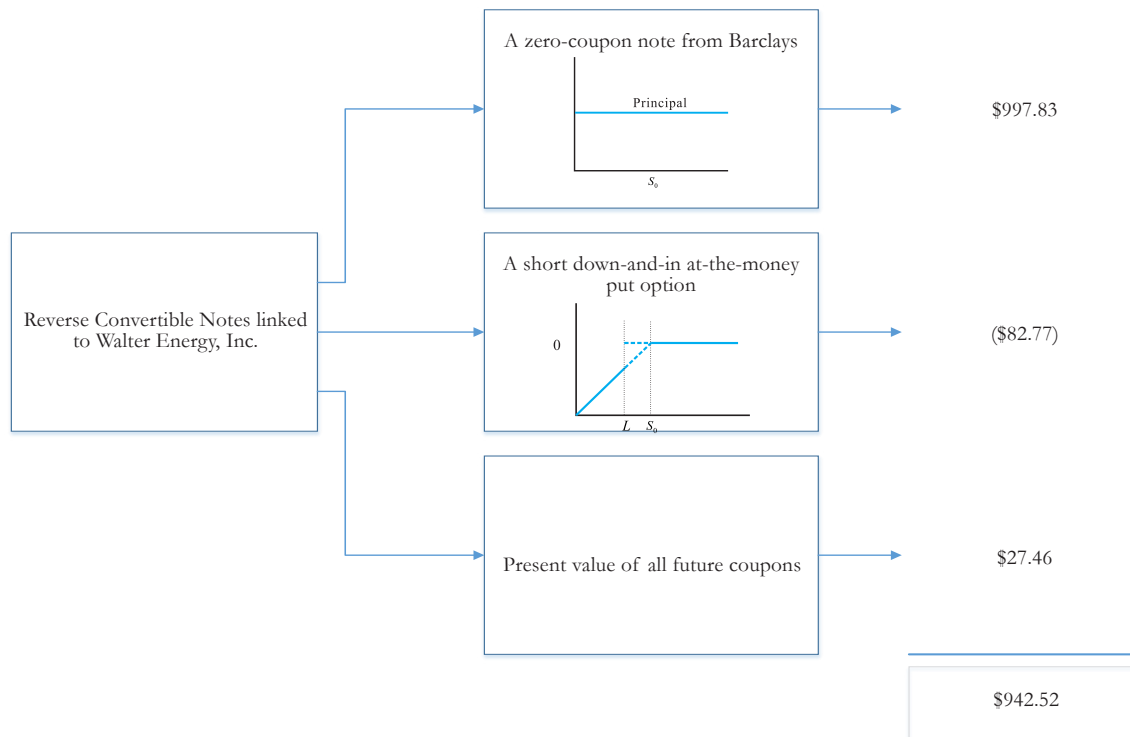 A zero-coupon note from Barclays
Principal
S₀
$997.83
Reverse Convertible Notes linked
to Walter Energy, Inc.
A short down-and-in at-the-money
put option
0
L S₀
($82.77)
Present value of all future coupons
$27.46
$942.52